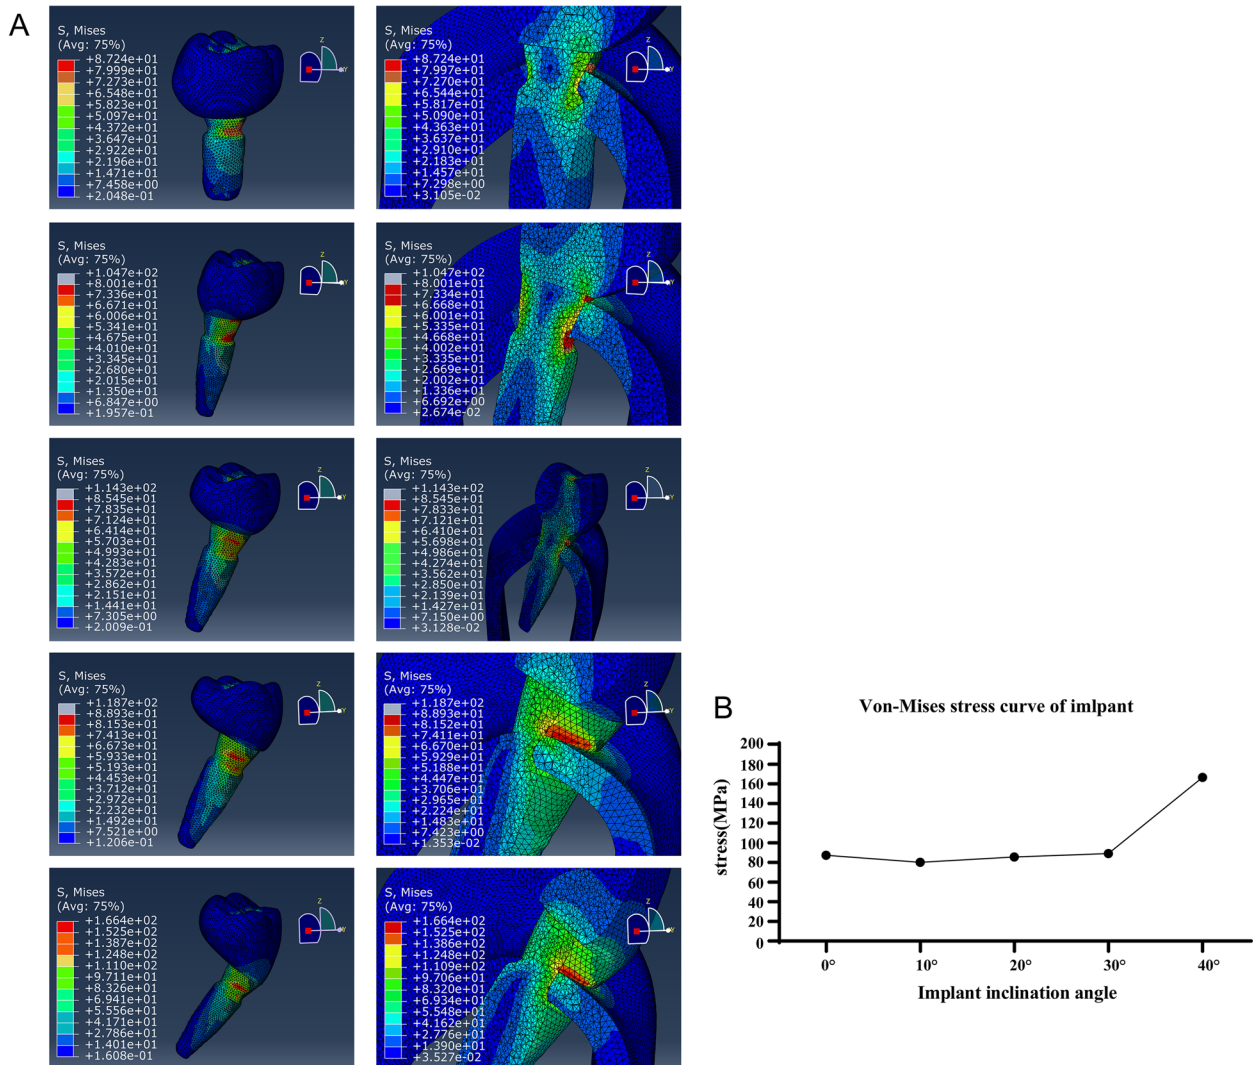 A
S, Mises
(Avg: 75%)
+8.724e+01
+7.999e+01
+7.273e+01
+6.548e+01
+5.823e+01
+5.097e+01
+4.372e+01
+3.647e+01
+2.922e+01
+2.196e+01
+1.471e+01
+7.458e+00
+2.048e-01
Z
Y
S, Mises
(Avg: 75%)
+8.724e+01
+7.997e+01
+7.270e+01
+6.544e+01
+5.817e+01
+5.090e+01
+4.363e+01
+3.637e+01
+2.910e+01
+2.183e+01
+1.457e+01
+7.298e+00
+3.105e-02
Z
Y
S, Mises
(Avg: 75%)
+1.047e+02
+8.001e+01
+7.336e+01
+6.671e+01
+6.006e+01
+5.341e+01
+4.675e+01
+4.010e+01
+3.345e+01
+2.680e+01
+2.015e+01
+1.350e+01
+6.847e+00
+1.957e-01
Z
Y
S, Mises
(Avg: 75%)
+1.047e+02
+8.001e+01
+7.334e+01
+6.668e+01
+6.001e+01
+5.335e+01
+4.668e+01
+4.002e+01
+3.335e+01
+2.669e+01
+2.002e+01
+1.336e+01
+6.692e+00
+2.674e-02
Z
Y
S, Mises
(Avg: 75%)
+1.143e+02
+8.545e+01
+7.835e+01
+7.124e+01
+6.414e+01
+5.703e+01
+4.993e+01
+4.283e+01
+3.572e+01
+2.862e+01
+2.151e+01
+1.441e+01
+7.305e+00
+2.009e-01
Z
Y
S, Mises
(Avg: 75%)
+1.143e+02
+8.545e+01
+7.833e+01
+7.121e+01
+6.410e+01
+5.698e+01
+4.986e+01
+4.274e+01
+3.562e+01
+2.850e+01
+2.139e+01
+1.427e+01
+7.150e+00
+3.128e-02
Z
Y
S, Mises
(Avg: 75%)
+1.187e+02
+8.893e+01
+8.153e+01
+7.413e+01
+6.673e+01
+5.933e+01
+5.193e+01
+4.453e+01
+3.712e+01
+2.972e+01
+2.232e+01
+1.492e+01
+7.521e+00
+1.206e-01
Z
Y
S, Mises
(Avg: 75%)
+1.187e+02
+8.893e+01
+8.152e+01
+7.411e+01
+6.670e+01
+5.929e+01
+5.188e+01
+4.447e+01
+3.706e+01
+2.965e+01
+2.224e+01
+1.483e+01
+7.423e+00
+1.353e-02
Z
Y
S, Mises
(Avg: 75%)
+1.664e+02
+1.525e+02
+1.387e+02
+1.248e+02
+1.110e+02
+9.711e+01
+8.326e+01
+6.941e+01
+5.556e+01
+4.171e+01
+2.786e+01
+1.401e+01
+1.608e-01
Z
Y
S, Mises
(Avg: 75%)
+1.664e+02
+1.525e+02
+1.386e+02
+1.248e+02
+1.109e+02
+9.706e+01
+8.320e+01
+6.934e+01
+5.548e+01
+4.162e+01
+2.776e+01
+1.390e+01
+3.527e-02
Z
Y
B
Von-Mises stress curve of imlpant
stress(MPa)
200
180
160
140
120
100
80
60
40
20
0
0°
10°
20°
30°
40°
Implant inclination angle